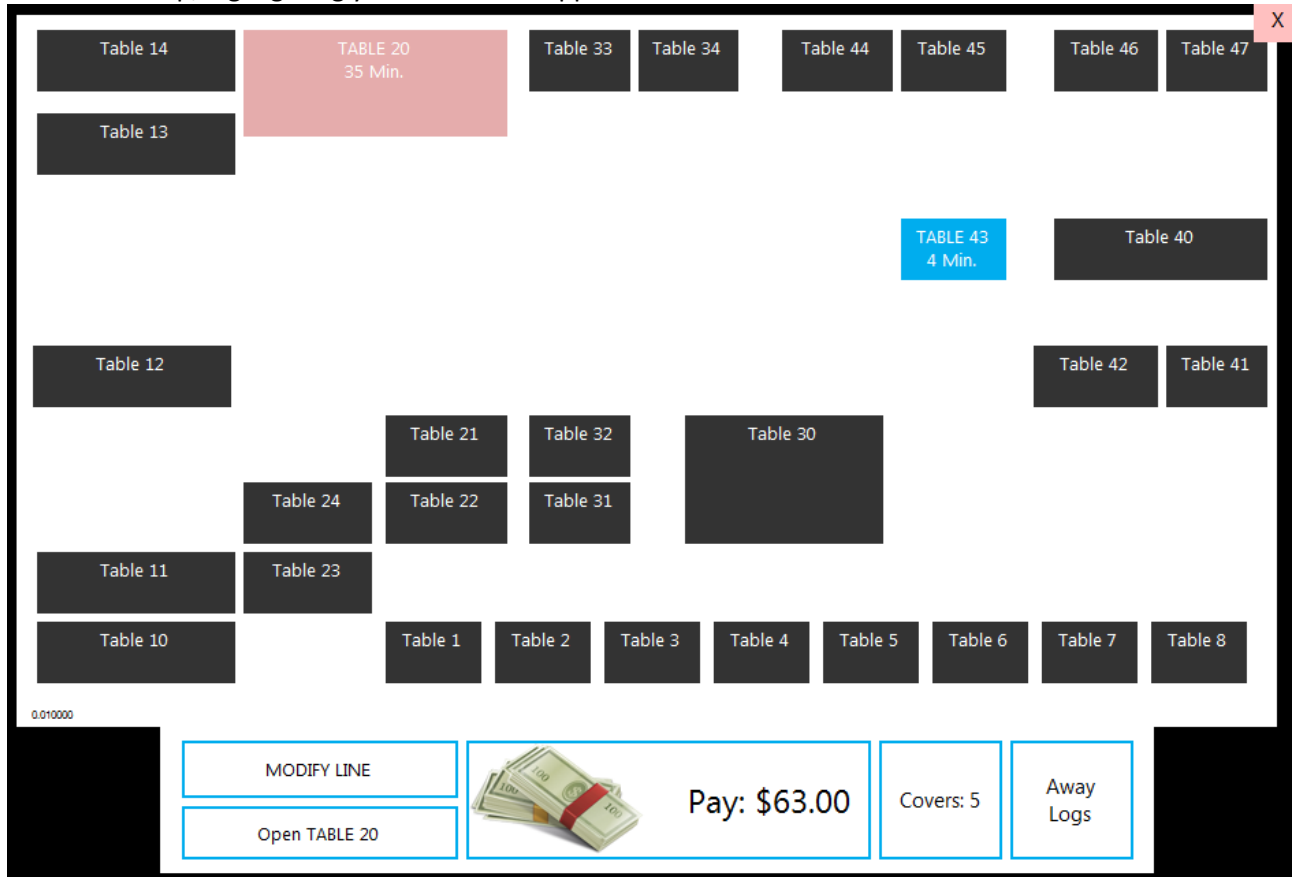 X
Table 14
TABLE 20
35 Min.
Table 33
Table 34
Table 44
Table 45
Table 46
Table 47
Table 13
TABLE 43
4 Min.
Table 40
Table 12
Table 42
Table 41
Table 21
Table 32
Table 30
Table 24
Table 22
Table 31
Table 11
Table 23
Table 10
Table 1
Table 2
Table 3
Table 4
Table 5
Table 6
Table 7
Table 8
0.010000
MODIFY LINE
Open TABLE 20
100
100
100
Pay: $63.00
Covers: 5
Away
Logs